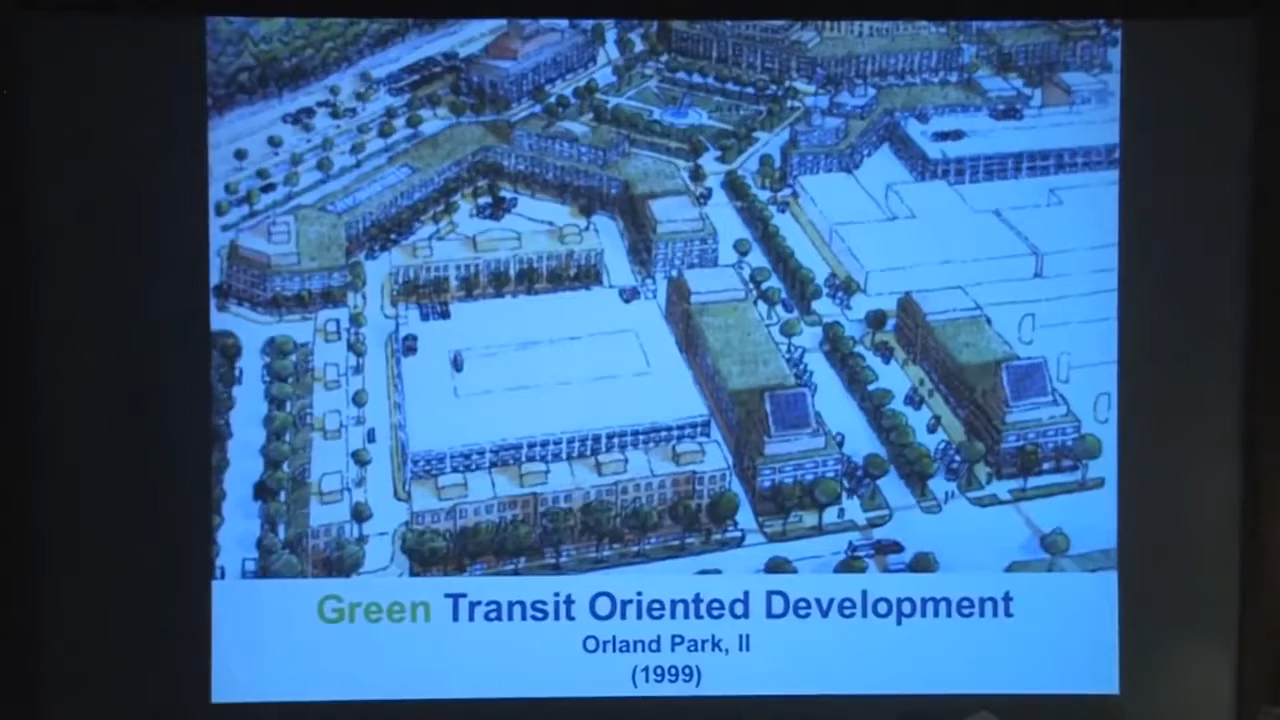 Green Transit Oriented Development
Orland Park, Il
(1999)